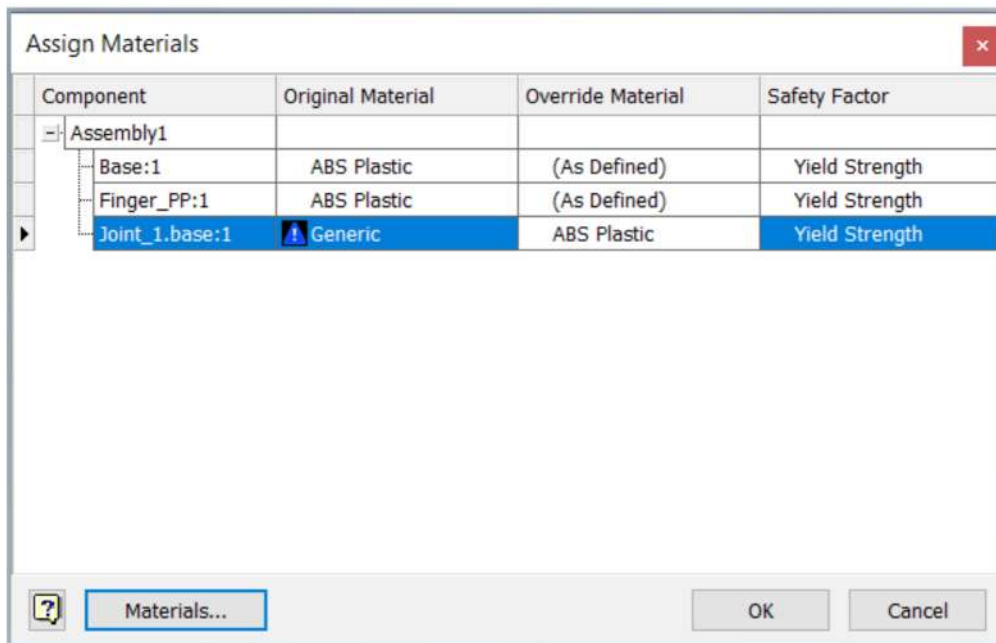 Assign Materials
Component Original Material Override Material Safety Factor
Assembly1
Base:1 ABS Plastic (As Defined) Yield Strength
Finger_PP:1 ABS Plastic (As Defined) Yield Strength
Joint_1.base:1 Generic ABS Plastic Yield Strength
Materials... OK Cancel